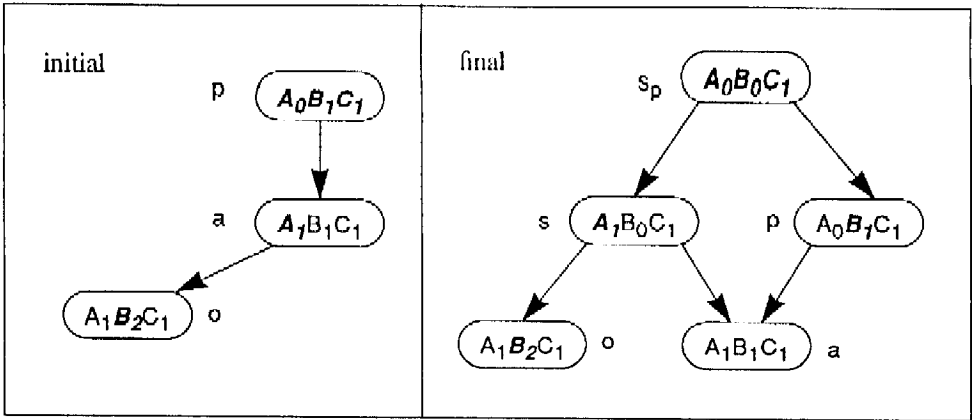 initial
p A₀B₁C₁
a A₁B₁C₁
A₁B₂C₁ o
final
sₚ A₀B₀C₁
s A₁B₀C₁ p A₀B₁C₁
A₁B₂C₁ o A₁B₁C₁ a